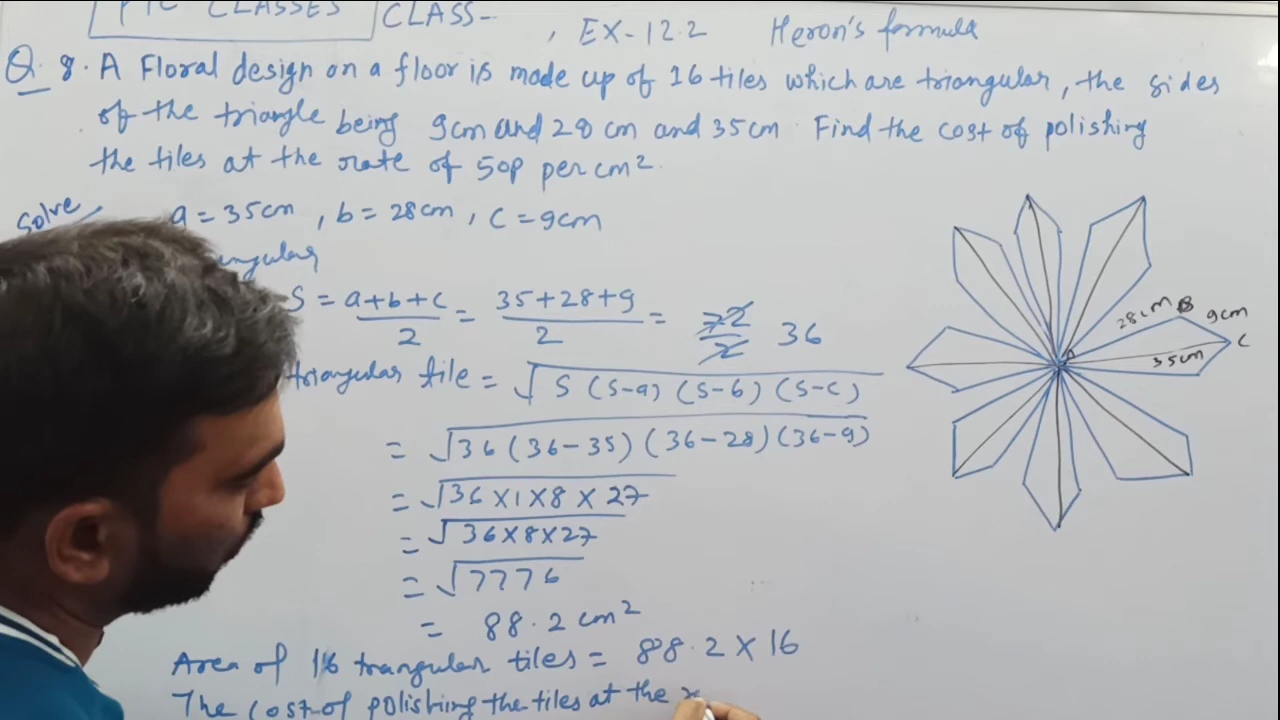 PTC CLASSES CLASS-
, EX-12.2 Heron's formula
Q. 8. A Floral design on a floor is made up of 16 tiles which are triangular, the sides
of the triangle being 9cm and 28 cm and 35cm. Find the cost of polishing
the tiles at the rate of 50p per cm²
Solve
a = 35cm , b = 28cm , c = 9cm
S = a+b+c/2 = 35+28+9/2 = 72/2 36
triangular tile = √S (S-a) (S-b) (S-c)
= √36 (36-35) (36-28) (36-9)
= √36 X 1 X 8 X 27
= √36 X 8 X 27
= √7776
= 88.2 cm²
Area of 16 trangular tiles = 88.2 X 16
The Cost of polishing the tiles at the
28cm B 9cm
A 35cm C